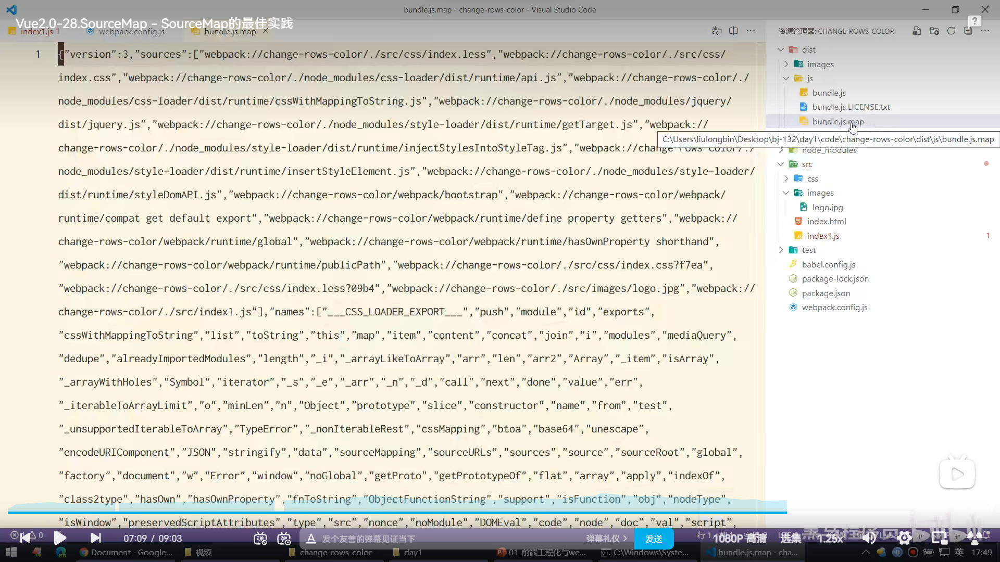 bundle.js.map - change-rows-color - Visual Studio Code
Vue2.0-28.SourceMap - SourceMap的最佳实践
index1.js 1
webpack.config.js
bundle.js.map
资源管理器: CHANGE-ROWS-COLOR
1
{"version":3,"sources":["webpack://change-rows-color/./src/css/index.less","webpack://change-rows-color/./src/css/
index.css","webpack://change-rows-color/./node_modules/css-loader/dist/runtime/api.js","webpack://change-rows-color/./
node_modules/css-loader/dist/runtime/cssWithMappingToString.js","webpack://change-rows-color/./node_modules/jquery/
dist/jquery.js","webpack://change-rows-color/./node_modules/style-loader/dist/runtime/getTarget.js","webpack://
change-rows-color/./node_modules/style-loader/dist/runtime/injectStylesIntoStyleTag.js","webpack://change-rows-color/./
node_modules/style-loader/dist/runtime/insertStyleElement.js","webpack://change-rows-color/./node_modules/style-loader/
dist/runtime/styleDomAPI.js","webpack://change-rows-color/webpack/bootstrap","webpack://change-rows-color/webpack/
runtime/compat get default export","webpack://change-rows-color/webpack/runtime/define property getters","webpack://
change-rows-color/webpack/runtime/global","webpack://change-rows-color/webpack/runtime/hasOwnProperty shorthand",
"webpack://change-rows-color/webpack/runtime/publicPath","webpack://change-rows-color/./src/css/index.css?f7ea",
"webpack://change-rows-color/./src/css/index.less?09b4","webpack://change-rows-color/./src/images/logo.jpg","webpack://
change-rows-color/./src/index1.js"],"names":["___CSS_LOADER_EXPORT___","push","module","id","exports",
"cssWithMappingToString","list","toString","this","map","item","content","concat","join","i","modules","mediaQuery",
"dedupe","alreadyImportedModules","length","_i","_arrayLikeToArray","arr","len","arr2","Array","_item","isArray",
"_arrayWithHoles","Symbol","iterator","_s","_e","_arr","_n","_d","call","next","done","value","err",
"_iterableToArrayLimit","o","minLen","n","Object","prototype","slice","constructor","name","from","test",
"_unsupportedIterableToArray","TypeError","_nonIterableRest","cssMapping","btoa","base64","unescape",
"encodeURIComponent","JSON","stringify","data","sourceMapping","sourceURLs","sources","source","sourceRoot","global",
"factory","document","w","Error","window","noGlobal","getProto","getPrototypeOf","flat","array","apply","indexOf",
"class2type","hasOwn","hasOwnProperty","fnToString","ObjectFunctionString","support","isFunction","obj","nodeType",
"isWindow","preservedScriptAttributes","type","src","nonce","noModule","DOMEval","code","node","doc","val","script",
dist
images
js
bundle.js
bundle.js.LICENSE.txt
bundle.js.map
C:\Users\liulongbin\Desktop\bj-132\day1\code\change-rows-color\dist\js\bundle.js.map
node_modules
src
css
images
logo.jpg
index.html
index1.js
1
test
babel.config.js
package-lock.json
package.json
webpack.config.js
07:09 / 09:03
发个友善的弹幕见证当下
弹幕礼仪
发送
1080P 高清
选集
1.25x
Document - Google...
视频
change-rows-color
day1
01_前端工程化与we...
C:\Windows\Syste...
bundle.js.map - cha...
英
17:49